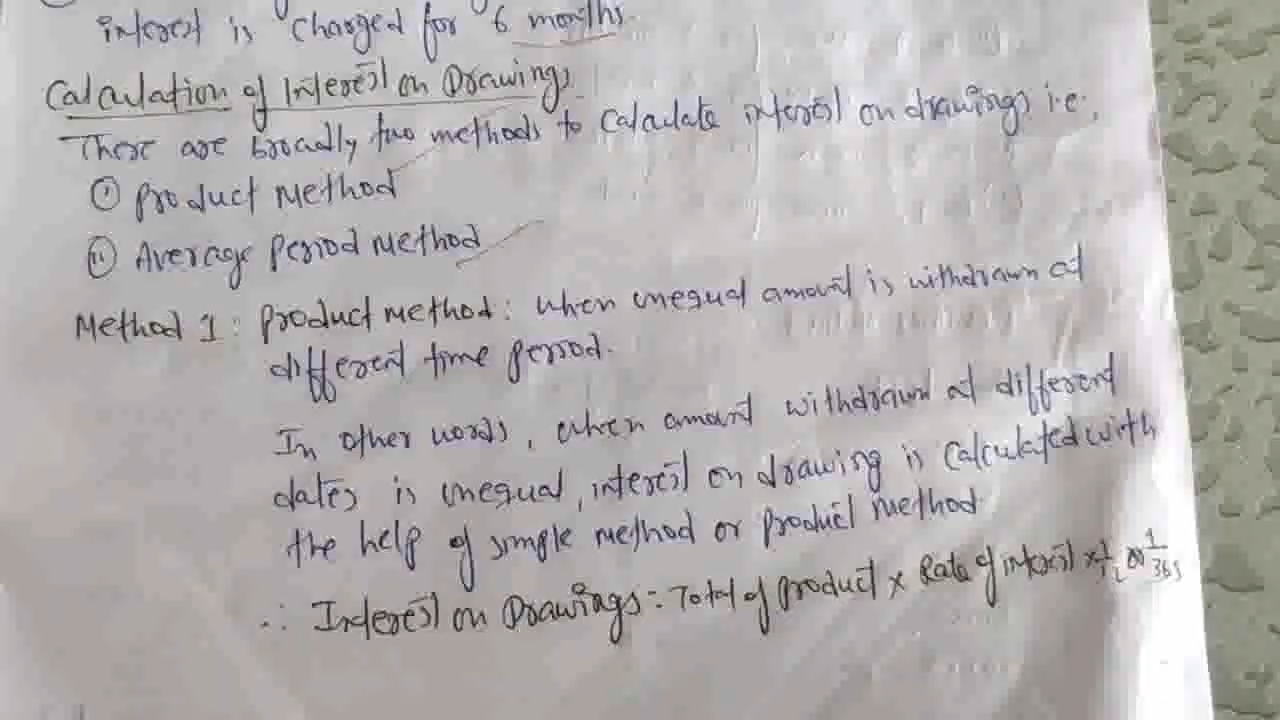 interest is charged for 6 months.
Calculation of Interest on Drawings
There are broadly two methods to calculate interest on drawings i.e;
(i) Product Method
(ii) Average Period Method
Method 1: Product Method: When unequal amount is withdrawn at
different time period.
In other words, when amount withdrawn at different
dates is unequal, interest on drawing is calculated with
the help of simple method or product method
∴ Interest on Drawings = Total of product × Rate of interest × 1/12 or 1/365